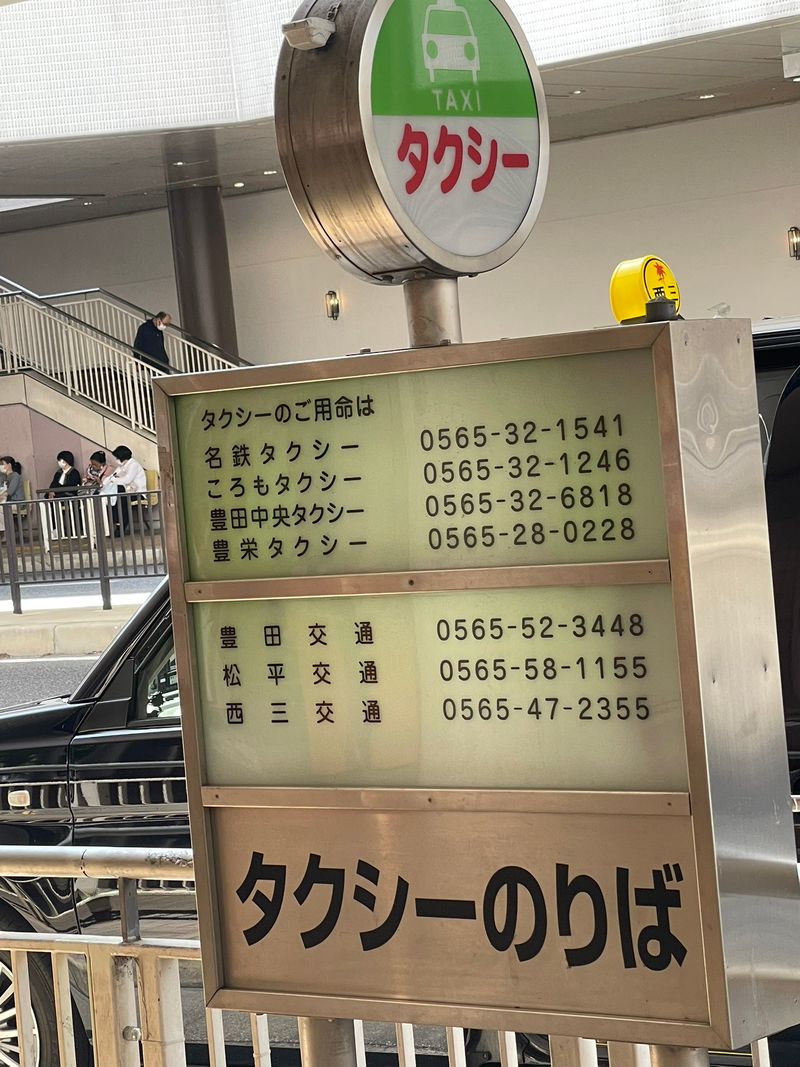 TAXI
タクシー
西三
タクシーのご用命は
名鉄タクシー 0565-32-1541
ころもタクシー 0565-32-1246
豊田中央タクシー 0565-32-6818
豊栄タクシー 0565-28-0228
豊田交通 0565-52-3448
松平交通 0565-58-1155
西三交通 0565-47-2355
タクシーのりば